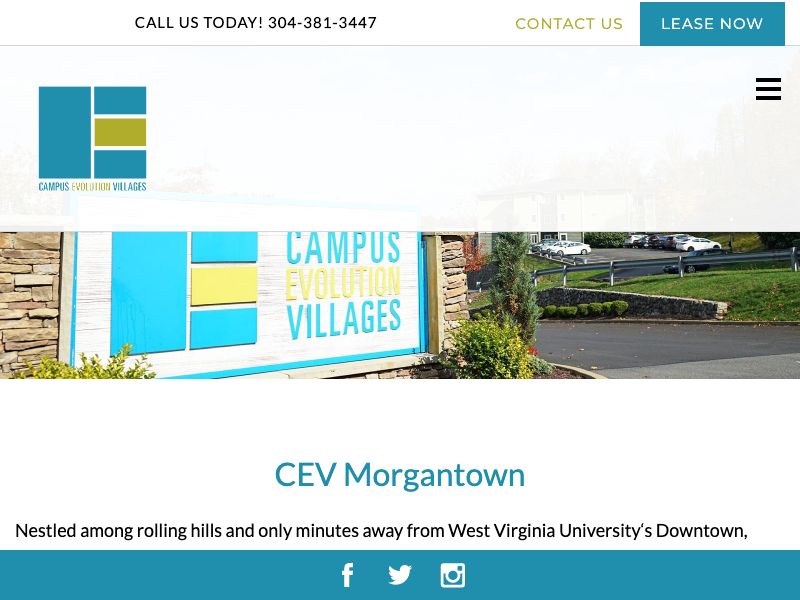 CALL US TODAY! 304-381-3447
CONTACT US
LEASE NOW
CAMPUS EVOLUTION VILLAGES
CAMPUS
EVOLUTION
VILLAGES
CEV Morgantown
Nestled among rolling hills and only minutes away from West Virginia University‘s Downtown,